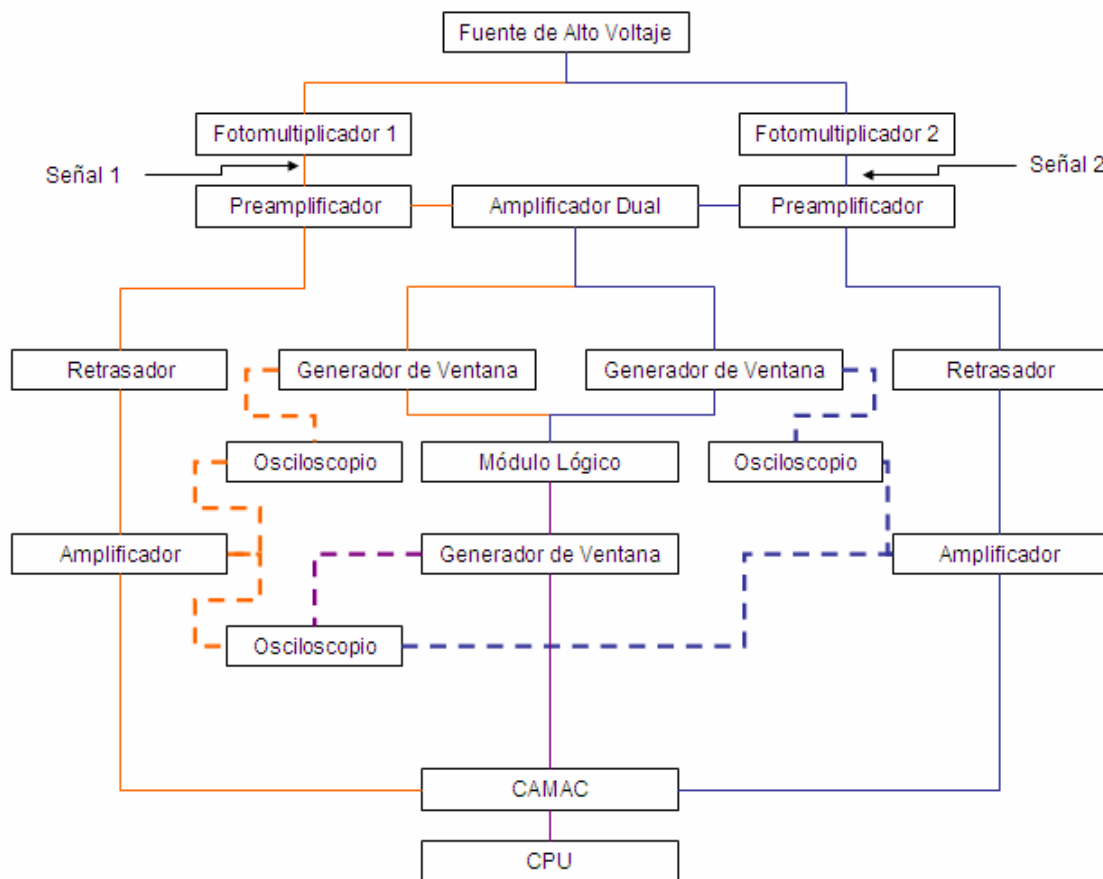 Fuente de Alto Voltaje
Fotomultiplicador 1
Fotomultiplicador 2
Señal 1
Señal 2
Preamplificador
Amplificador Dual
Preamplificador
Retrasador
Generador de Ventana
Generador de Ventana
Retrasador
Osciloscopio
Módulo Lógico
Osciloscopio
Amplificador
Generador de Ventana
Amplificador
Osciloscopio
CAMAC
CPU